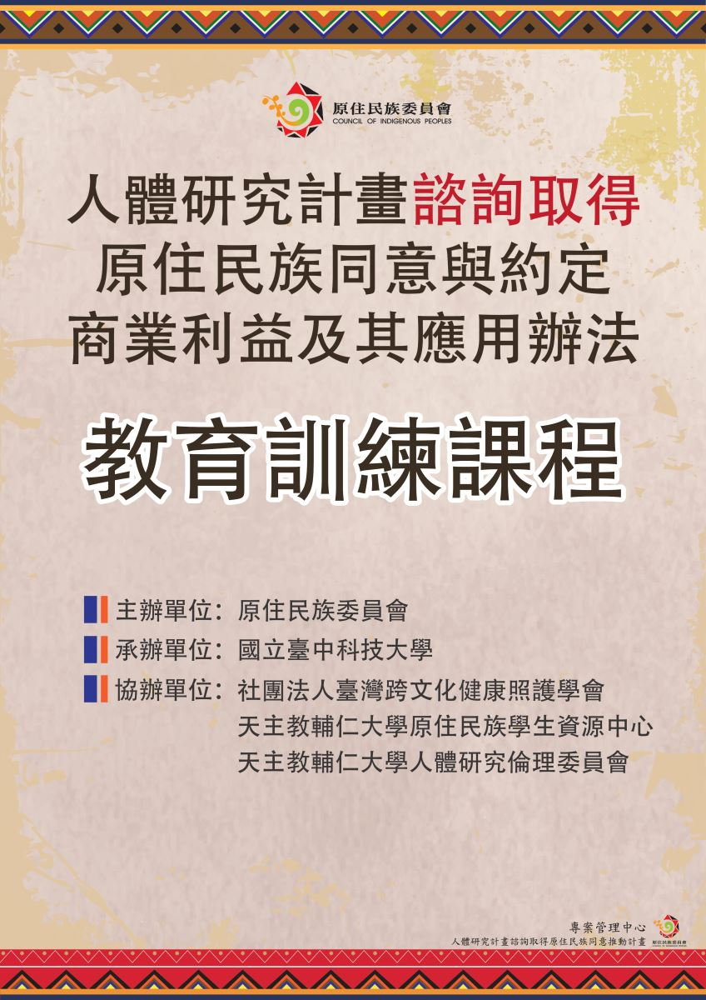 原住民族委員會
COUNCIL OF INDIGENOUS PEOPLES
人體研究計畫諮詢取得
原住民族同意與約定
商業利益及其應用辦法
教育訓練課程
主辦單位：原住民族委員會
承辦單位：國立臺中科技大學
協辦單位：社團法人臺灣跨文化健康照護學會
天主教輔仁大學原住民族學生資源中心
天主教輔仁大學人體研究倫理委員會
專案管理中心
人體研究計畫諮詢取得原住民族同意推動計畫
原住民族委員會
COUNCIL OF INDIGENOUS PEOPLES